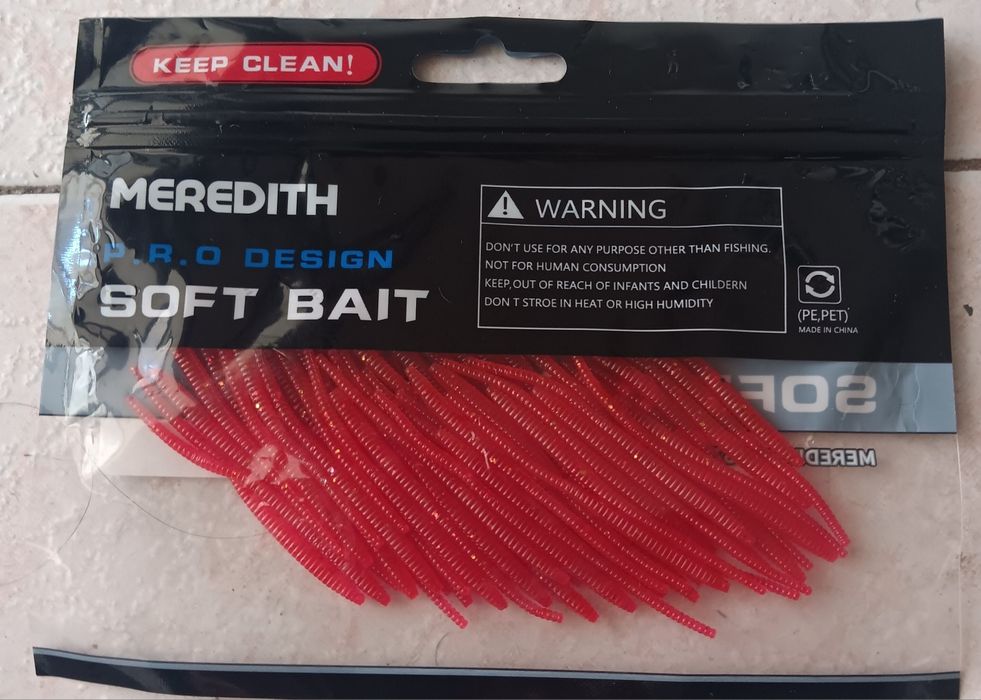 KEEP CLEAN!
MEREDITH
P.R.O DESIGN
SOFT BAIT
WARNING
DON'T USE FOR ANY PURPOSE OTHER THAN FISHING.
NOT FOR HUMAN CONSUMPTION
KEEP,OUT OF REACH OF INFANTS AND CHILDERN
DON T STROE IN HEAT OR HIGH HUMIDITY
(PE,PET)
MADE IN CHINA
SOF
MERED